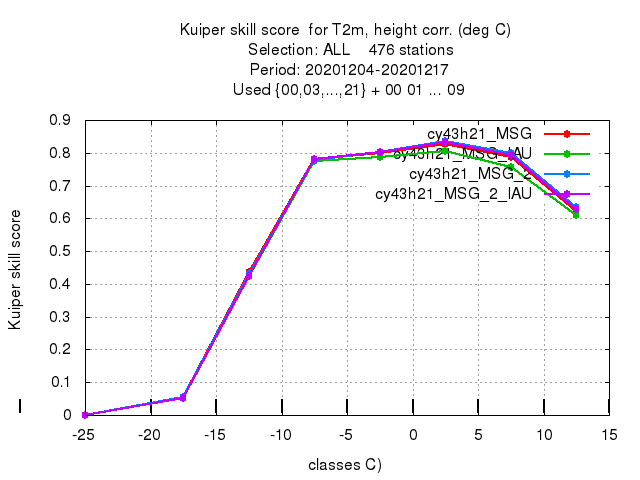 Kuiper skill score  for T2m, height corr. (deg C)
Selection: ALL    476 stations
Period: 20201204-20201217
Used {00,03,...,21} + 00 01 ... 09
cy43h21_MSG
cy43h21_MSG_IAU
cy43h21_MSG_2
cy43h21_MSG_2_IAU
0.9
0.8
0.7
0.6
0.5
0.4
0.3
0.2
0.1
0
Kuiper skill score
-25 -20 -15 -10 -5 0 5 10 15
classes C)